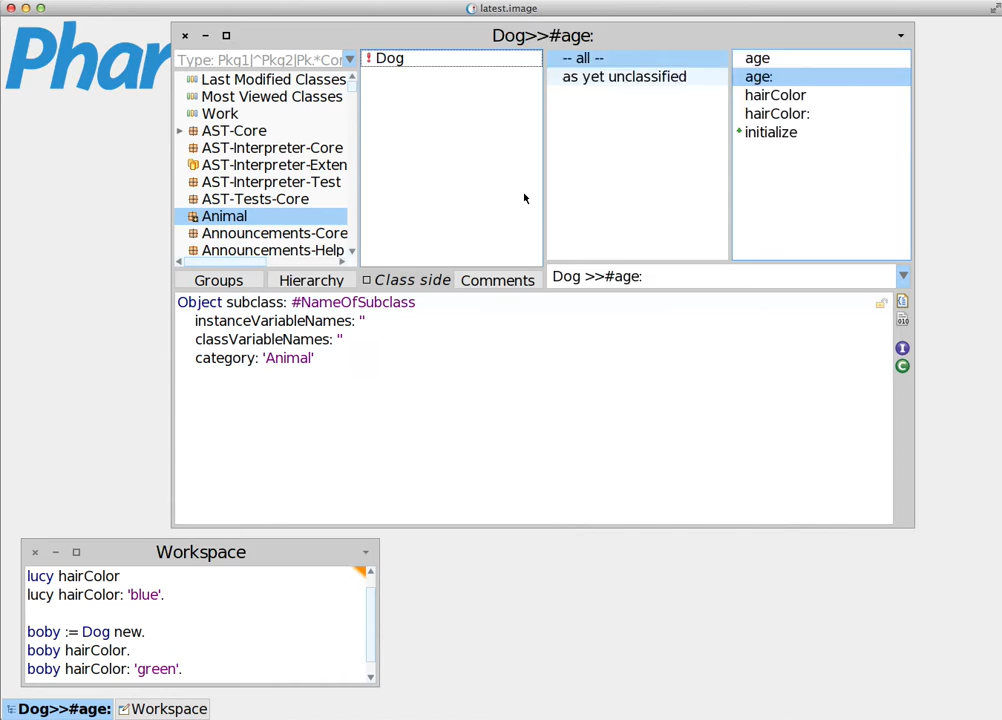 latest.image
Phar
Dog>>#age:
Type: Pkg1|^Pkg2|Pk.*Cor
Last Modified Classes
Most Viewed Classes
Work
AST-Core
AST-Interpreter-Core
AST-Interpreter-Exten
AST-Interpreter-Test
AST-Tests-Core
Animal
Announcements-Core
Announcements-Help
Dog
-- all --
as yet unclassified
age
age:
hairColor
hairColor:
initialize
Groups
Hierarchy
Class side
Comments
Dog >>#age:
Object subclass: #NameOfSubclass
instanceVariableNames: ''
classVariableNames: ''
category: 'Animal'
010
I
C
Workspace
lucy hairColor
lucy hairColor: 'blue'.
boby := Dog new.
boby hairColor.
boby hairColor: 'green'.
Dog>>#age:
Workspace